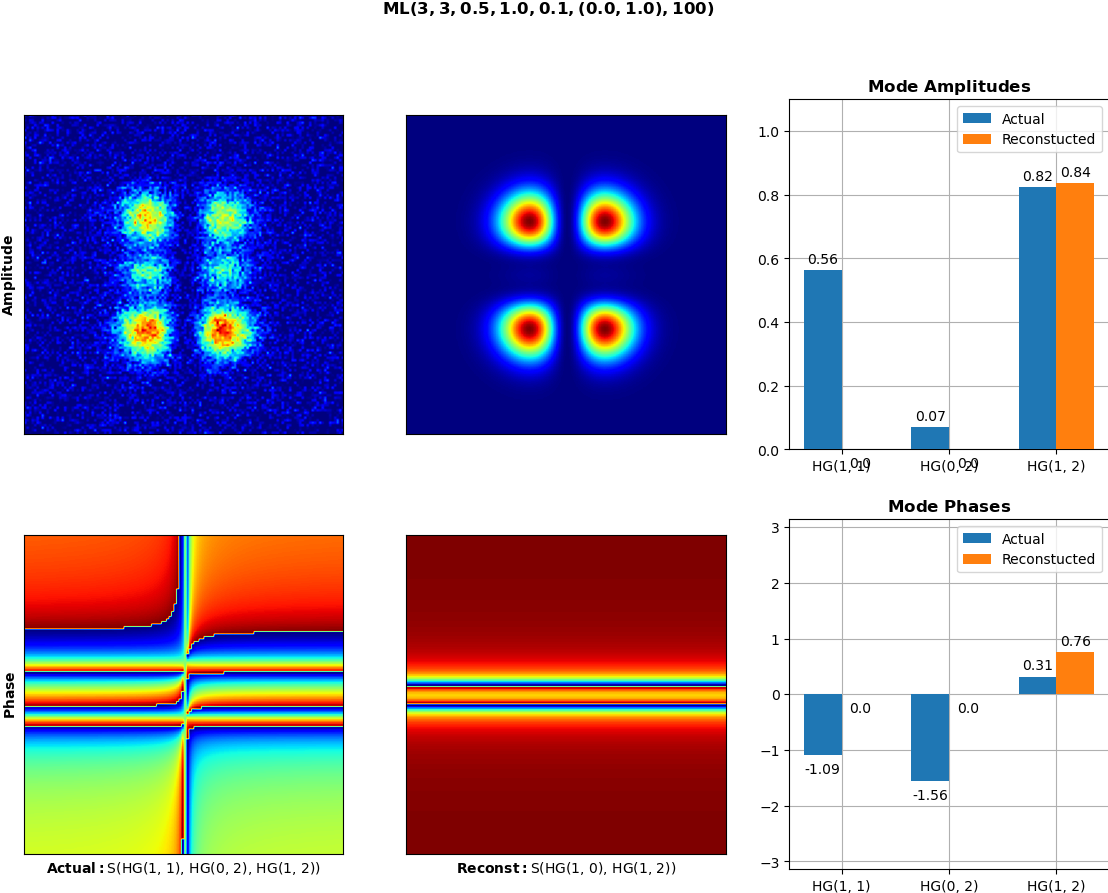 ML(3, 3, 0.5, 1.0, 0.1, (0.0, 1.0), 100)
Amplitude
Mode Amplitudes
Actual
Reconstucted
1.0
0.8
0.6
0.4
0.2
0.0
0.56
0.0
0.07
0.0
0.82
0.84
HG(1, 1)
HG(0, 2)
HG(1, 2)
Phase
Actual: S(HG(1, 1), HG(0, 2), HG(1, 2))
Reconst: S(HG(1, 0), HG(1, 2))
Mode Phases
Actual
Reconstucted
3
2
1
0
−1
−2
−3
-1.09
0.0
-1.56
0.0
0.31
0.76
HG(1, 1)
HG(0, 2)
HG(1, 2)